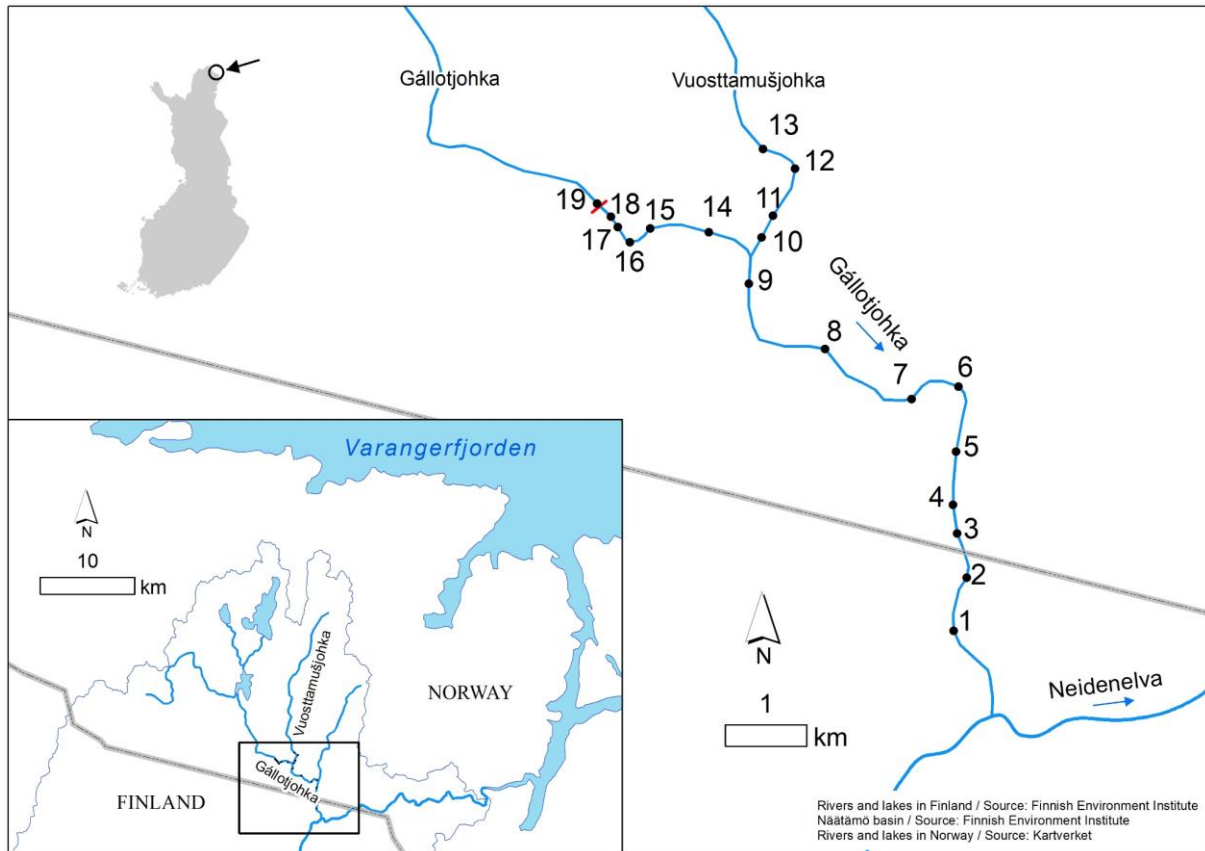 Gállotjohka
Vuosttamušjohka
13
12
11
10
19
18
17
16
15
14
9
Gállotjohka
8
7
6
5
4
3
2
1
N
1
km
Neidenelva
Varangerfjorden
N
10
km
Vuosttamušjohka
NORWAY
Gállotjohka
FINLAND
Rivers and lakes in Finland / Source: Finnish Environment Institute
Näätämö basin / Source: Finnish Environment Institute
Rivers and lakes in Norway / Source: Kartverket